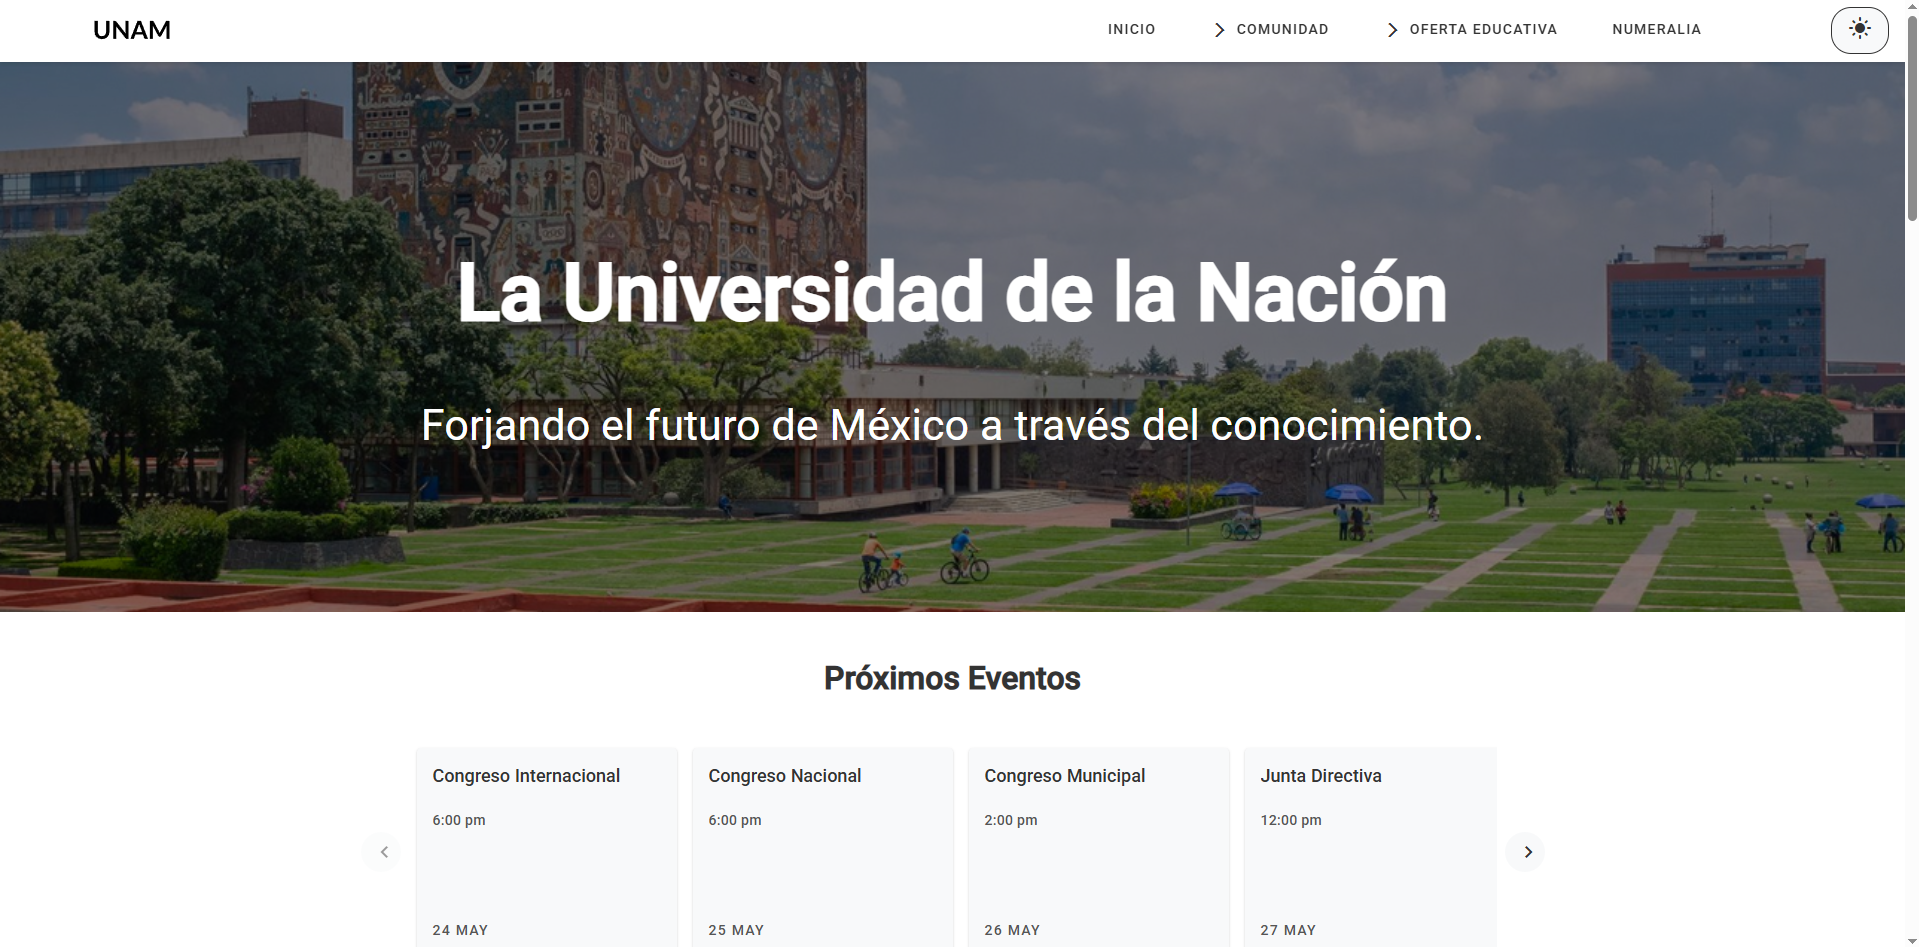 UNAM
INICIO
COMUNIDAD
OFERTA EDUCATIVA
NUMERALIA
La Universidad de la Nación
Forjando el futuro de México a través del conocimiento.
Próximos Eventos
Congreso Internacional
6:00 pm
24 MAY
Congreso Nacional
6:00 pm
25 MAY
Congreso Municipal
2:00 pm
26 MAY
Junta Directiva
12:00 pm
27 MAY